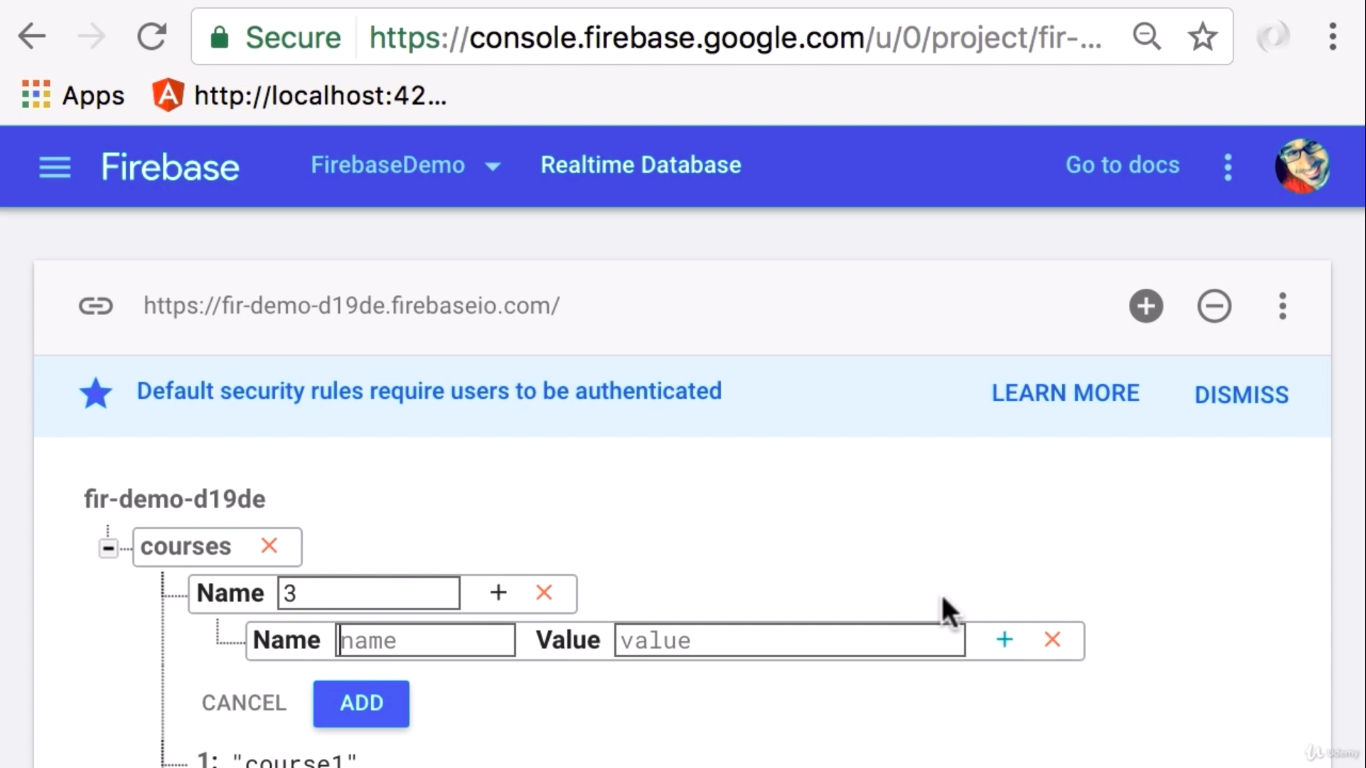 Secure https://console.firebase.google.com/u/0/project/fir-...
Apps http://localhost:42...
Firebase FirebaseDemo Realtime Database Go to docs
https://fir-demo-d19de.firebaseio.com/
Default security rules require users to be authenticated LEARN MORE DISMISS
fir-demo-d19de
courses
Name 3 +
Name name Value value +
CANCEL ADD
1: "course1"
Udemy